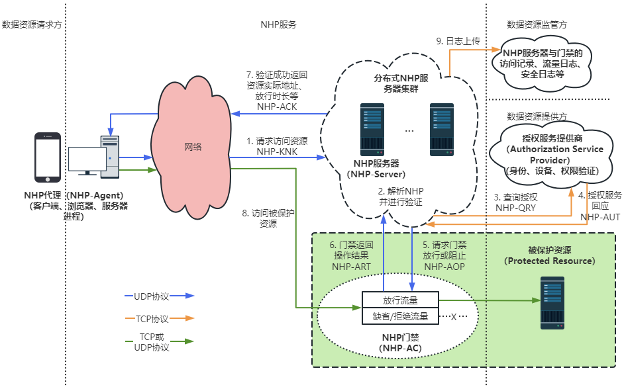 数据资源请求方
NHP服务
数据资源监管方
9. 日志上传
NHP服务器与门禁的
访问记录、流量日志、
安全日志等
7. 验证成功返回
资源实际地址、
放行时长等
NHP-ACK
分布式NHP服
务器集群
...
数据资源提供方
授权服务提供商
(Authorization Service
Provider)
(身份、设备、权限验证)
网络
1. 请求访问资源
NHP-KNK
NHP服务器
(NHP-Server)
2. 解析NHP
并进行验证
NHP代理 (NHP-Agent)
(客户端、浏览器、服务器
进程)
3. 查询授权
NHP-QRY
4. 授权服务
回应
NHP-AUT
8. 访问被保护
资源
6. 门禁返回
操作结果
NHP-ART
5. 请求门禁
放行或阻止
NHP-AOP
被保护资源
(Protected Resource)
放行流量
缺省/拒绝流量
...x...
NHP门禁
(NHP-AC)
UDP协议
TCP协议
TCP或
UDP协议